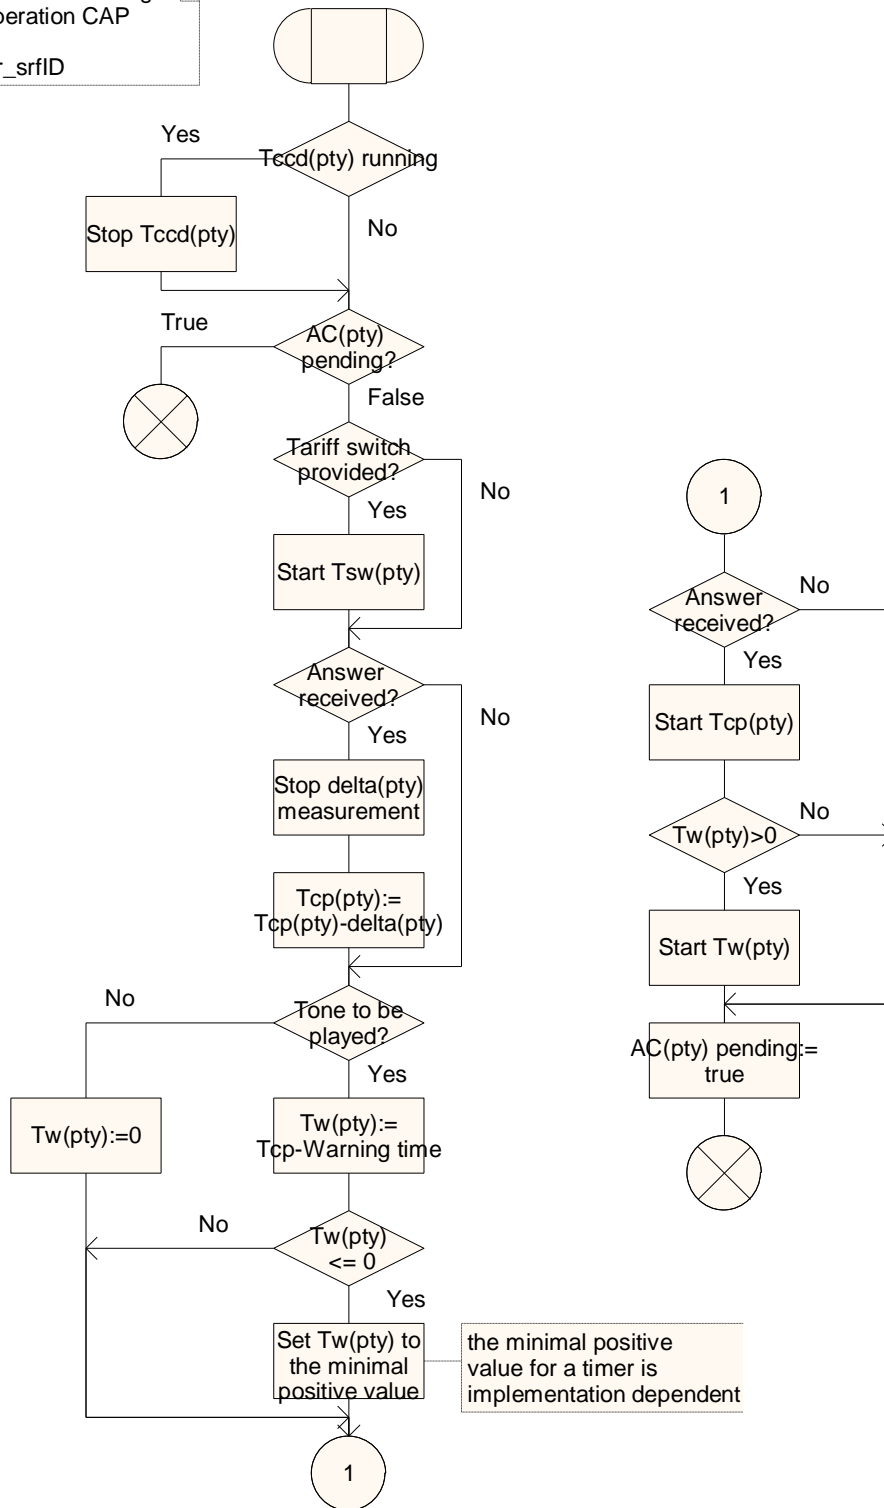 peration CAP
r_srfID
Yes
Tccd(pty) running
No
Stop Tccd(pty)
True
AC(pty)
pending?
False
Tariff switch
provided?
No
Yes
Start Tsw(pty)
Answer
received?
No
Yes
Stop delta(pty)
measurement
Tcp(pty):=
Tcp(pty)-delta(pty)
No
Tone to be
played?
Yes
Tw(pty):=0
Tw(pty):=
Tcp-Warning time
No
Tw(pty)
<= 0
Yes
Set Tw(pty) to
the minimal
positive value
the minimal positive
value for a timer is
implementation dependent
1
1
Answer
received?
No
Yes
Start Tcp(pty)
Tw(pty)>0
No
Yes
Start Tw(pty)
AC(pty) pending:=
true